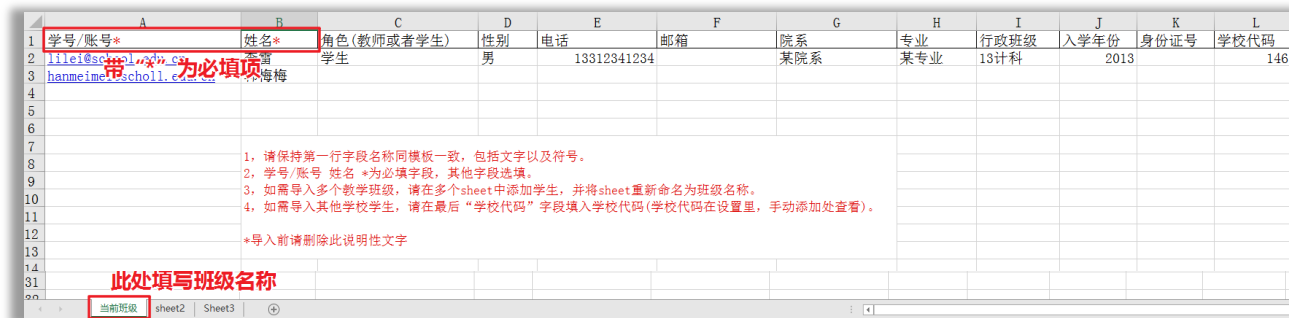 A B C D E F G H I J K L
1 学号/账号* 姓名* 角色(教师或者学生) 性别 电话 邮箱 院系 专业 行政班级 入学年份 身份证号 学校代码
2 学生 男 13312341234 某院系 某专业 13计科 2013 146
带 “*” 为必填项
3 梅梅
4
5
6
7
8 1, 请保持第一行字段名称同模板一致, 包括文字以及符号。
9 2, 学号/账号 姓名 *为必填字段, 其他字段选填。
10 3, 如需导入多个教学班级, 请在多个sheet中添加学生, 并将sheet重新命名为班级名称。
11 4, 如需导入其他学校学生, 请在最后“学校代码”字段填入学校代码(学校代码在设置里, 手动添加处查看)。
12
13 *导入前请删除此说明性文字
14
31 此处填写班级名称
当前班级 sheet2 Sheet3